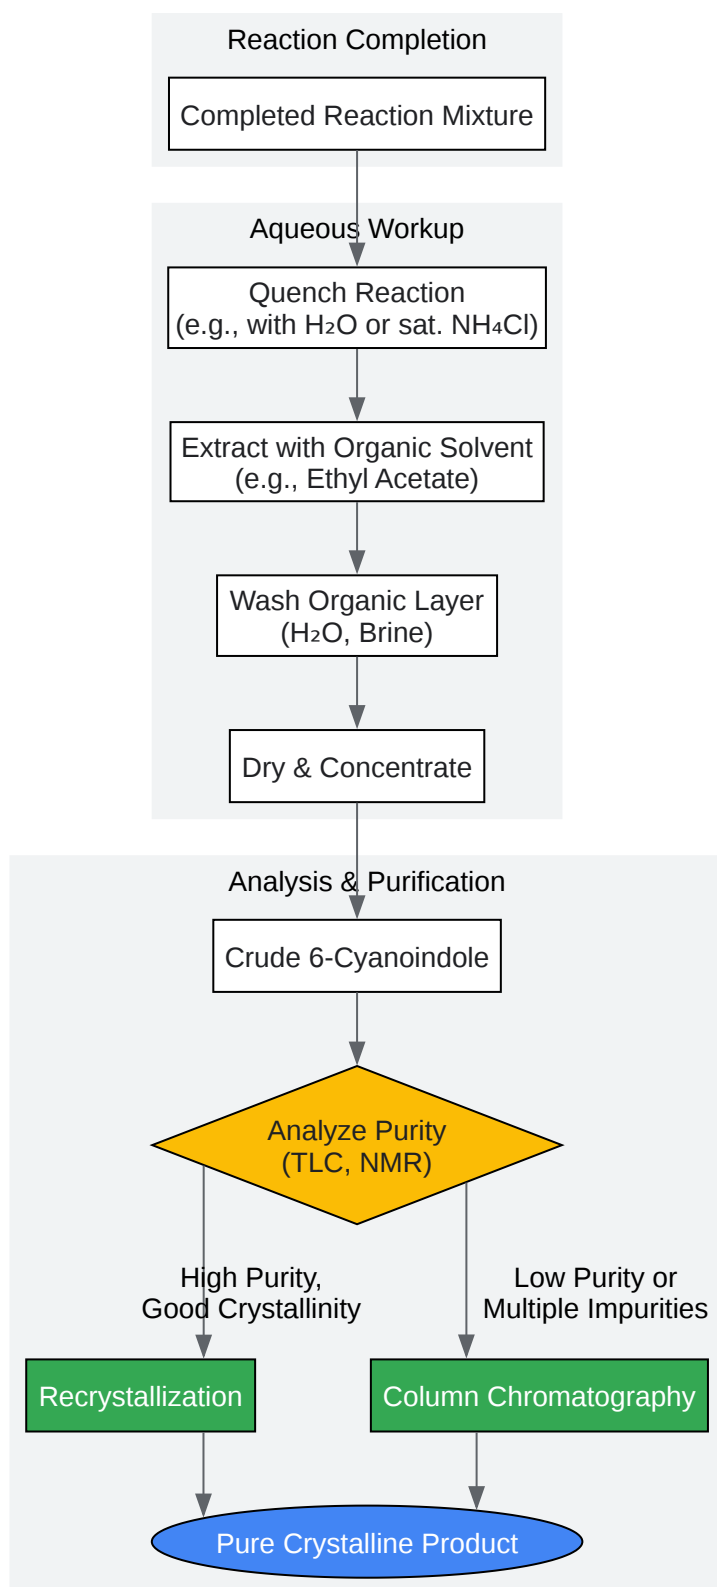 Reaction Completion
Completed Reaction Mixture
Aqueous Workup
Quench Reaction
(e.g., with H₂O or sat. NH₄Cl)
Extract with Organic Solvent
(e.g., Ethyl Acetate)
Wash Organic Layer
(H₂O, Brine)
Dry & Concentrate
Analysis & Purification
Crude 6-Cyanoindole
Analyze Purity
(TLC, NMR)
High Purity,
Good Crystallinity
Low Purity or
Multiple Impurities
Recrystallization
Column Chromatography
Pure Crystalline Product